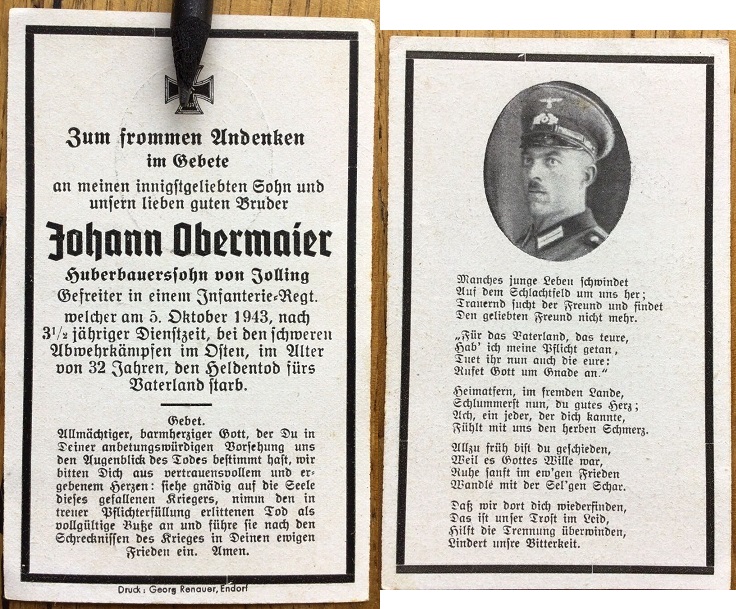 Zum frommen Andenken
im Gebete
an meinen innigstgeliebten Sohn und
unsern lieben guten Bruder
Johann Obermaier
Huberbauerssohn von Jolling
Gefreiter in einem Infanterie-Regt.
welcher am 5. Oktober 1943, nach
3 1/2 jähriger Dienstzeit, bei den schweren
Abwehrkämpfen im Osten, im Alter
von 32 Jahren, den Heldentod fürs
Vaterland starb.
Gebet.
Allmächtiger, barmherziger Gott, der Du in
Deiner anbetungswürdigen Vorsehung uns
den Augenblick des Todes bestimmt hast, wir
bitten Dich aus vertrauensvollem und er-
gebenem Herzen: siehe gnädig auf die Seele
dieses gefallenen Kriegers, nimm den in
treuer Pflichterfüllung erlittenen Tod als
vollgültige Buße an und führe sie nach den
Schrecknissen des Krieges in Deinen ewigen
Frieden ein. Amen.
Druck: Georg Renauer, Endorf
Manches junge Leben schwindet
Auf dem Schlachtfeld um uns her;
Trauernd sucht der Freund und findet
Den geliebten Freund nicht mehr.
„Für das Vaterland, das teure,
Hab' ich meine Pflicht getan,
Tuet ihr nun auch die eure:
Rufet Gott um Gnade an."
Heimatfern, im fremden Lande,
Schlummerst nun, du gutes Herz;
Ach, ein jeder, der dich kannte,
Fühlt mit uns den herben Schmerz.
Allzu früh bist du geschieden,
Weil es Gottes Wille war,
Ruhe sanft im ew'gen Frieden
Wandle mit der Sel'gen Schar.
Daß wir dort dich wiederfinden,
Das ist unser Trost im Leid,
Hilft die Trennung überwinden,
Lindert unsre Bitterkeit.